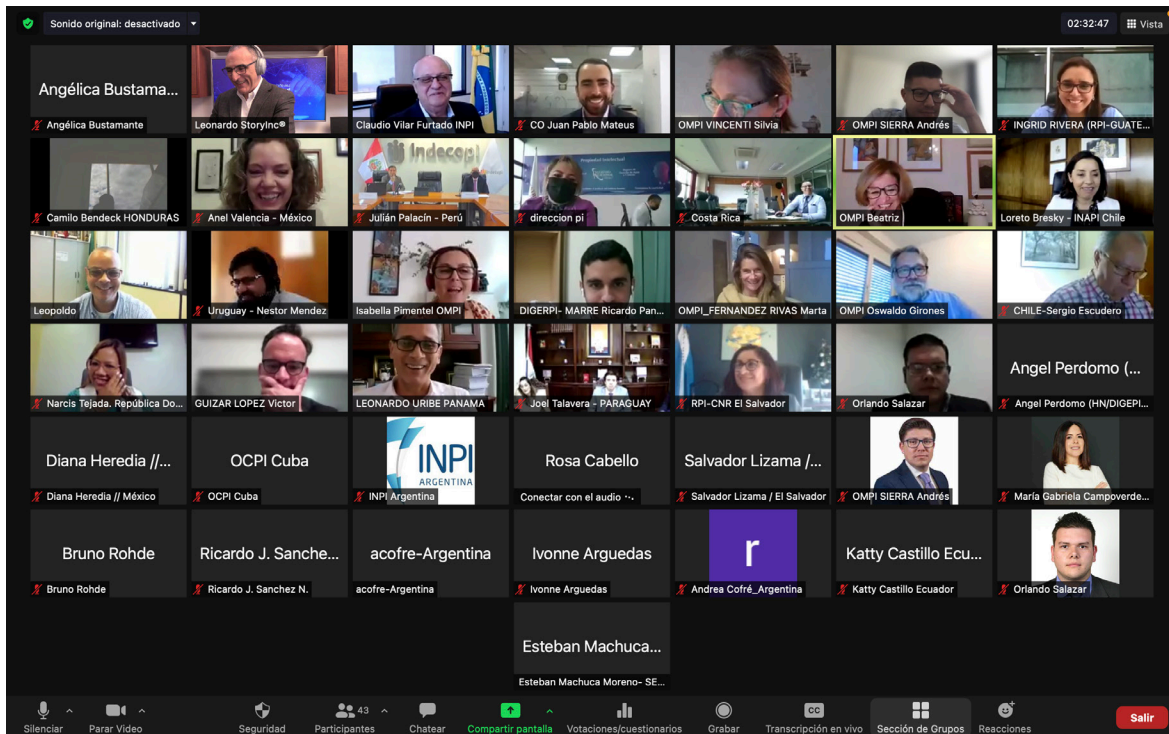 Sonido original: desactivado
02:32:47
Vista
Angélica Bustama...
Angélica Bustamante
Leonardo StoryInc®
Claudio Vilar Furtado INPI
CO Juan Pablo Mateus
OMPI VINCENTI Silvia
OMPI SIERRA Andrés
INGRID RIVERA (RPI-GUATE...
Camilo Bendeck HONDURAS
Anel Valencia - México
Indecopi
Julián Palacín - Perú
direccion pi
Costa Rica
OMPI Beatriz
Loreto Bresky - INAPI Chile
Leopoldo
Uruguay - Nestor Mendez
Isabella Pimentel OMPI
DIGERPI- MARRE Ricardo Pan...
OMPI_FERNANDEZ RIVAS Marta
OMPI Oswaldo Girones
CHILE-Sergio Escudero
Narcis Tejada. República Do...
GUIZAR LOPEZ Victor
LEONARDO URIBE PANAMA
Joel Talavera - PARAGUAY
RPI-CNR El Salvador
Orlando Salazar
Angel Perdomo (...
Angel Perdomo (HN/DIGEPI...
Diana Heredia //...
Diana Heredia // México
OCPI Cuba
OCPI Cuba
INPI
ARGENTINA
INPI Argentina
Rosa Cabello
Conectar con el audio
Salvador Lizama /...
Salvador Lizama / El Salvador
OMPI SIERRA Andrés
María Gabriela Campoverde...
Bruno Rohde
Bruno Rohde
Ricardo J. Sanche...
Ricardo J. Sanchez N.
acofre-Argentina
acofre-Argentina
Ivonne Arguedas
Ivonne Arguedas
r
Andrea Cofré_Argentina
Katty Castillo Ecu...
Katty Castillo Ecuador
Orlando Salazar
Esteban Machuca...
Esteban Machuca Moreno- SE...
Silenciar
Parar Video
Seguridad
43
Participantes
Chatear
Compartir pantalla
Votaciones/cuestionarios
Grabar
CC
Transcripción en vivo
Sección de Grupos
Reacciones
Salir